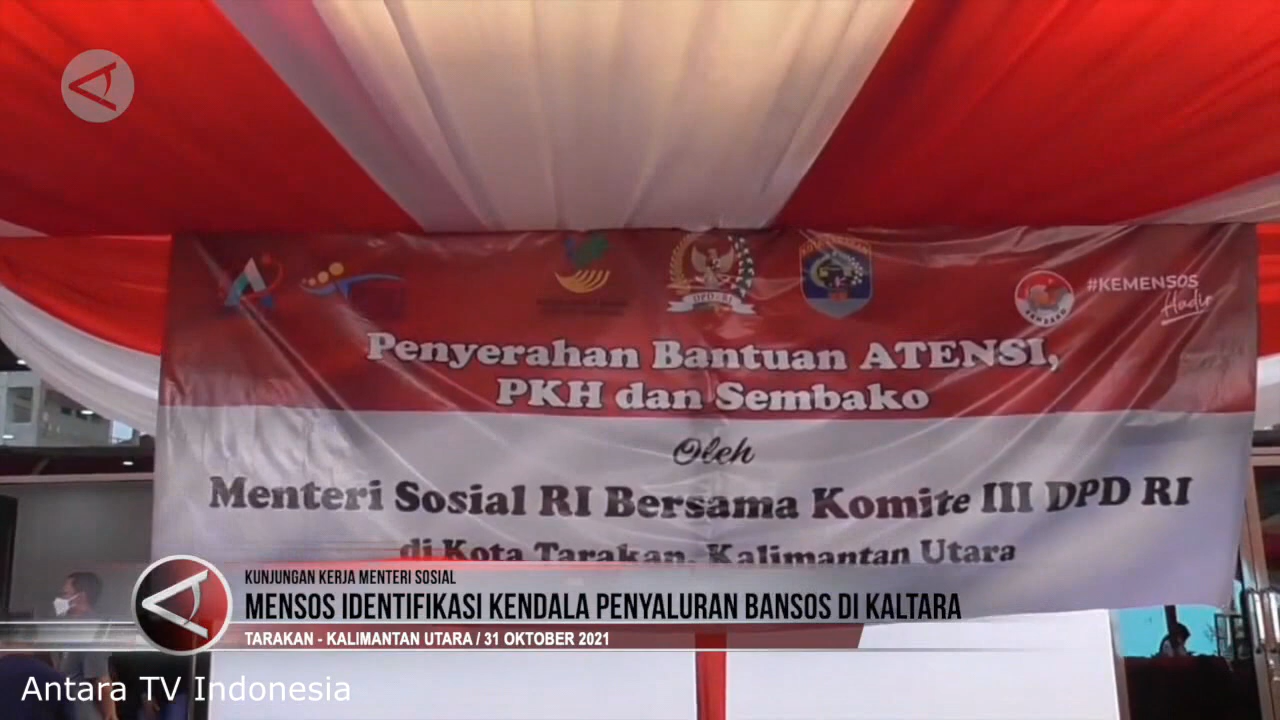 DPD RI
#KEMENSOS
Hadir
Penyerahan Bantuan ATENSI,
PKH dan Sembako
Oleh
Menteri Sosial RI Bersama Komite III DPD RI
di Kota Tarakan, Kalimantan Utara
KUNJUNGAN KERJA MENTERI SOSIAL
MENSOS IDENTIFIKASI KENDALA PENYALURAN BANSOS DI KALTARA
TARAKAN - KALIMANTAN UTARA / 31 OKTOBER 2021
Antara TV Indonesia